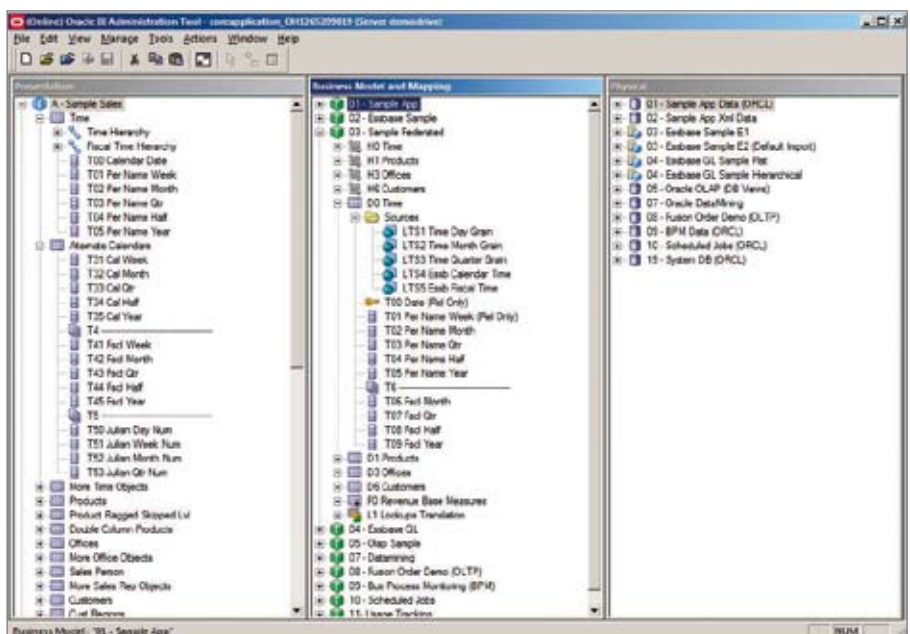 (Online) Oracle BI Administration Tool - coreapplication_OH1265209819 (Server demodrive)
File Edit View Manage Tools Actions Window Help
Presentation
A - Sample Sales
Time
Time Hierarchy
Fiscal Time Hierarchy
T00 Calendar Date
T01 Per Name Week
T02 Per Name Month
T03 Per Name Qtr
T04 Per Name Half
T05 Per Name Year
Alternate Calendars
T31 Cal Week
T32 Cal Month
T33 Cal Qtr
T34 Cal Half
T35 Cal Year
T4 ----------------------------
T41 Fscl Week
T42 Fscl Month
T43 Fscl Qtr
T44 Fscl Half
T45 Fscl Year
T5 ----------------------------
T50 Julian Day Num
T51 Julian Week Num
T52 Julian Month Num
T53 Julian Qtr Num
More Time Objects
Products
Product Ragged Skipped Lvl
Double Column Products
Offices
More Office Objects
Sales Person
More Sales Rep Objects
Customers
Cust Regions
Business Model and Mapping
01 - Sample App
02 - Essbase Sample
03 - Sample Federated
H0 Time
H1 Products
H3 Offices
H6 Customers
D0 Time
Sources
LTS1 Time Day Grain
LTS2 Time Month Grain
LTS3 Time Quarter Grain
LTS4 Essb Calendar Time
LTS5 Essb Fiscal Time
T00 Date (Rel Only)
T01 Per Name Week (Rel Only)
T02 Per Name Month
T03 Per Name Qtr
T04 Per Name Half
T05 Per Name Year
T6 ----------------------------
T06 Fscl Month
T07 Fscl Qtr
T08 Fscl Half
T09 Fscl Year
D1 Products
D3 Offices
D6 Customers
F0 Revenue Base Measures
L1 Lookups Translation
04 - Essbase GL
05 - Olap Sample
07 - Datamining
08 - Fusion Order Demo (OLTP)
09 - Bus Process Monitoring (BPM)
10 - Scheduled Jobs
11 - Usage Tracking
Physical
01 - Sample App Data (ORCL)
02 - Sample App Xml Data
03 - Essbase Sample E1
03 - Essbase Sample E2 (Default Import)
04 - Essbase GL Sample Flat
04 - Essbase GL Sample Hierarchical
05 - Oracle OLAP (DB Views)
07 - Oracle DataMining
08 - Fusion Order Demo (OLTP)
09 - BPM Data (ORCL)
10 - Scheduled Jobs (ORCL)
15 - System DB (ORCL)
Business Model : "01 - Sample App"
NUM